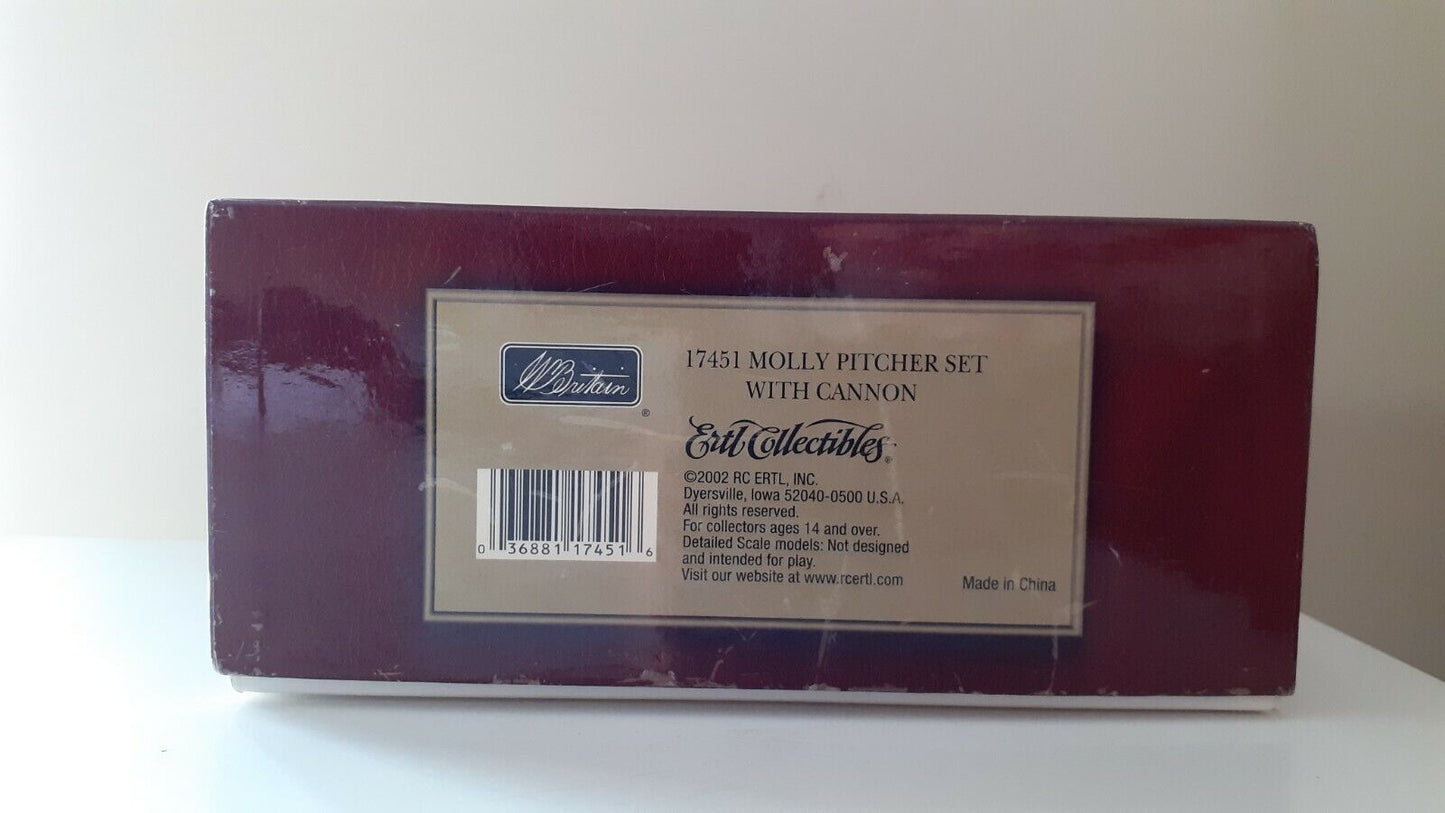 WBritain
®
17451 MOLLY PITCHER SET
WITH CANNON
Ertl Collectibles®
©2002 RC ERTL, INC.
Dyersville, Iowa 52040-0500 U.S.A.
All rights reserved.
For collectors ages 14 and over.
Detailed Scale models: Not designed
and intended for play.
Visit our website at www.rcertl.com
Made in China
0 36881 17451 6